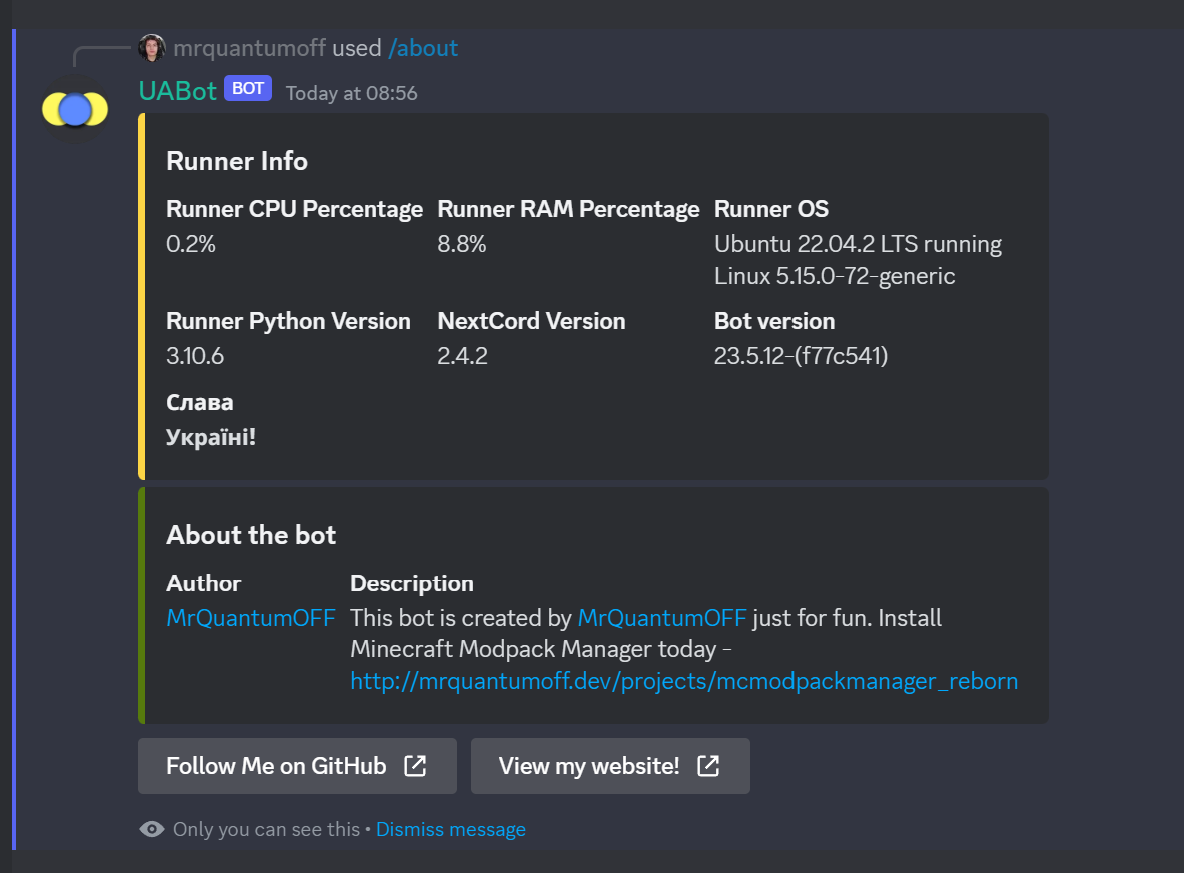 mrquantumoff used /about
UABot BOT Today at 08:56
Runner Info
Runner CPU Percentage Runner RAM Percentage Runner OS
0.2% 8.8% Ubuntu 22.04.2 LTS running
Linux 5.15.0-72-generic
Runner Python Version NextCord Version Bot version
3.10.6 2.4.2 23.5.12-(f77c541)
Слава
Україні!
About the bot
Author Description
MrQuantumOFF This bot is created by MrQuantumOFF just for fun. Install
Minecraft Modpack Manager today -
http://mrquantumoff.dev/projects/mcmodpackmanager_reborn
Follow Me on GitHub View my website!
Only you can see this • Dismiss message